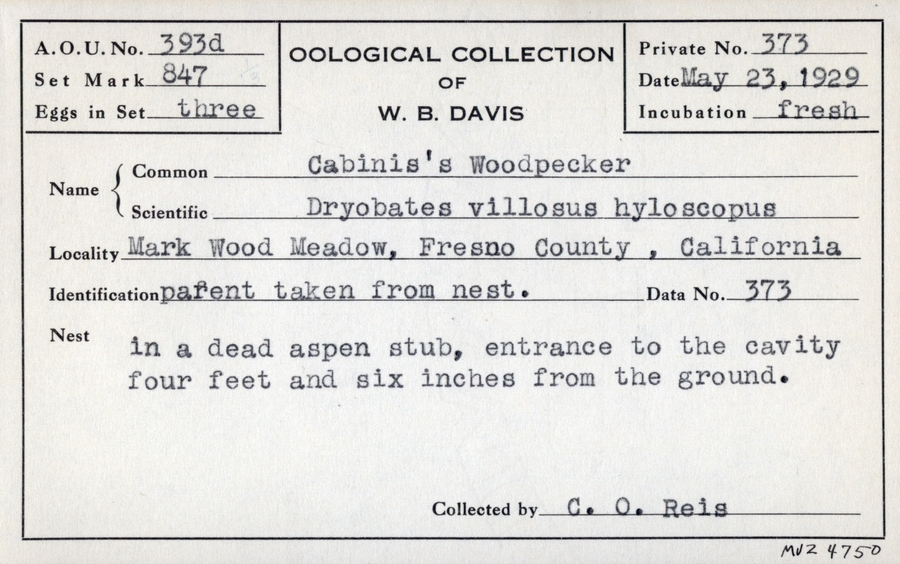 A.O.U. No. 393d
Set Mark 847
Eggs in Set three
OOLOGICAL COLLECTION
OF
W. B. DAVIS
Private No. 373
Date May 23, 1929
Incubation fresh
Name { Common Cabinis's Woodpecker
Scientific Dryobates villosus hyloscopus
Locality Mark Wood Meadow, Fresno County , California
Identification parent taken from nest. Data No. 373
Nest in a dead aspen stub, entrance to the cavity
four feet and six inches from the ground.
Collected by C. O. Reis
MVZ 4750